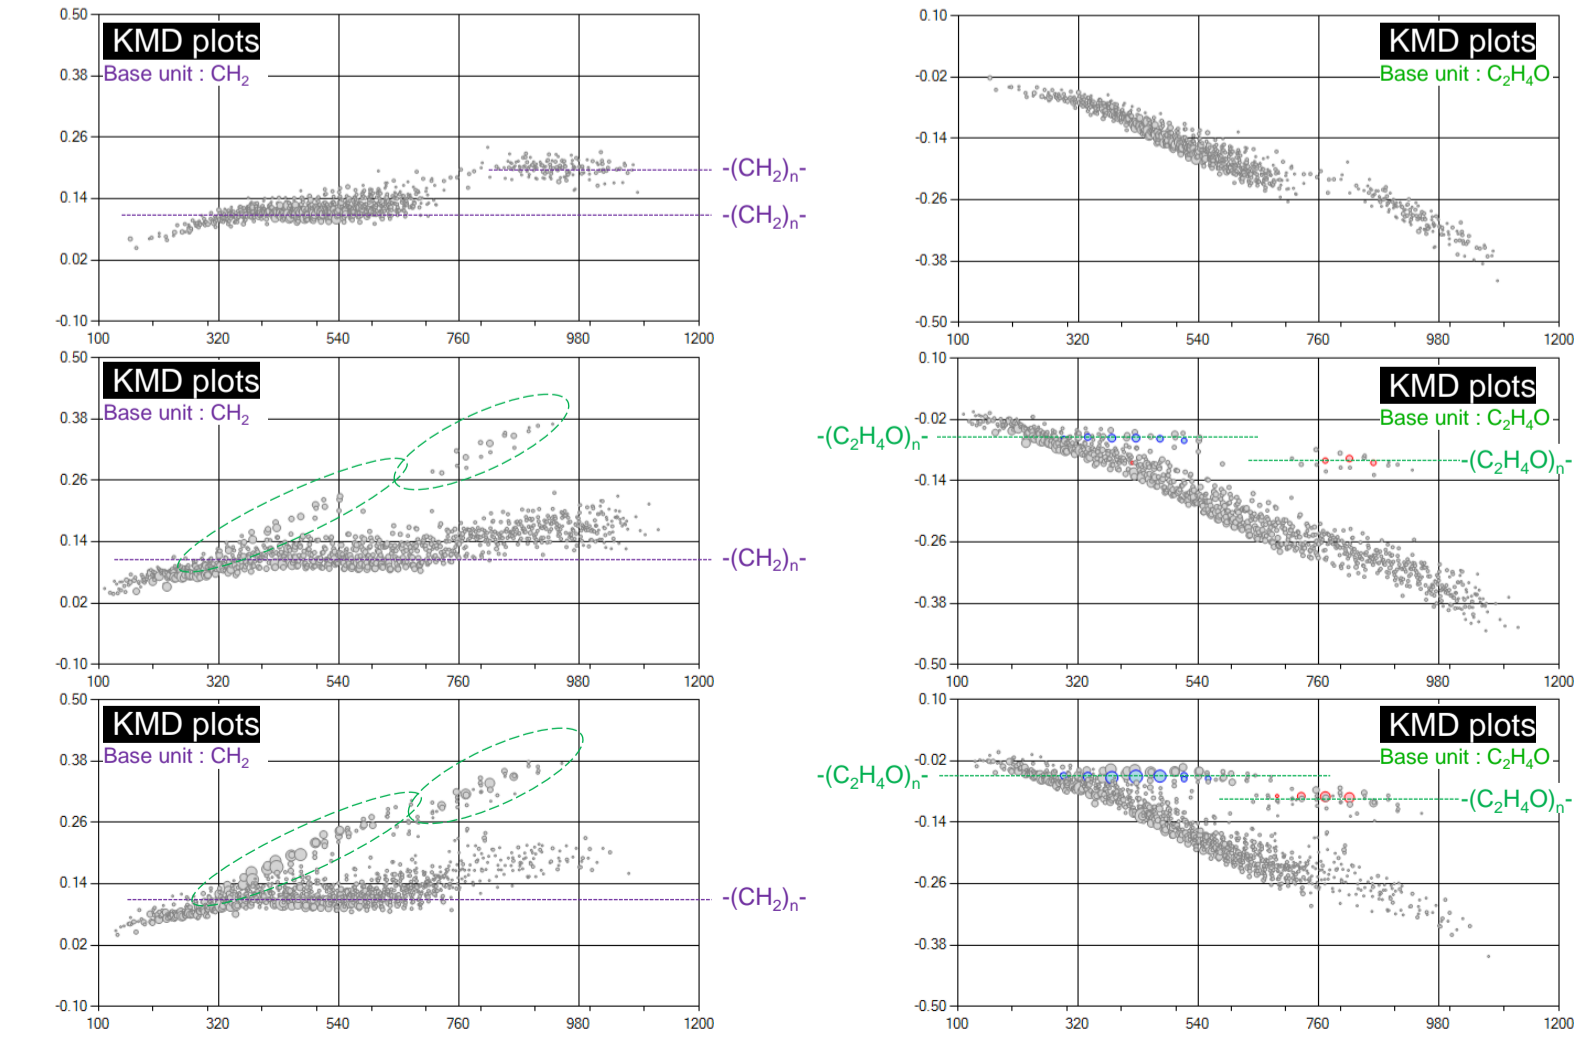 0.50
KMD plots
Base unit : CH2
0.38
0.26
-(CH2)n-
0.14
-(CH2)n-
0.02
-0.10
100 320 540 760 980 1200
0.10
KMD plots
-0.02
Base unit : C2H4O
-0.14
-0.26
-0.38
-0.50
100 320 540 760 980 1200
0.50
KMD plots
Base unit : CH2
0.38
0.26
0.14
-(CH2)n-
0.02
-0.10
100 320 540 760 980 1200
0.10
KMD plots
-0.02
Base unit : C2H4O
-(C2H4O)n-
-(C2H4O)n-
-0.14
-0.26
-0.38
-0.50
100 320 540 760 980 1200
0.50
KMD plots
Base unit : CH2
0.38
0.26
0.14
-(CH2)n-
0.02
-0.10
100 320 540 760 980 1200
0.10
KMD plots
-0.02
Base unit : C2H4O
-(C2H4O)n-
-(C2H4O)n-
-0.14
-0.26
-0.38
-0.50
100 320 540 760 980 1200